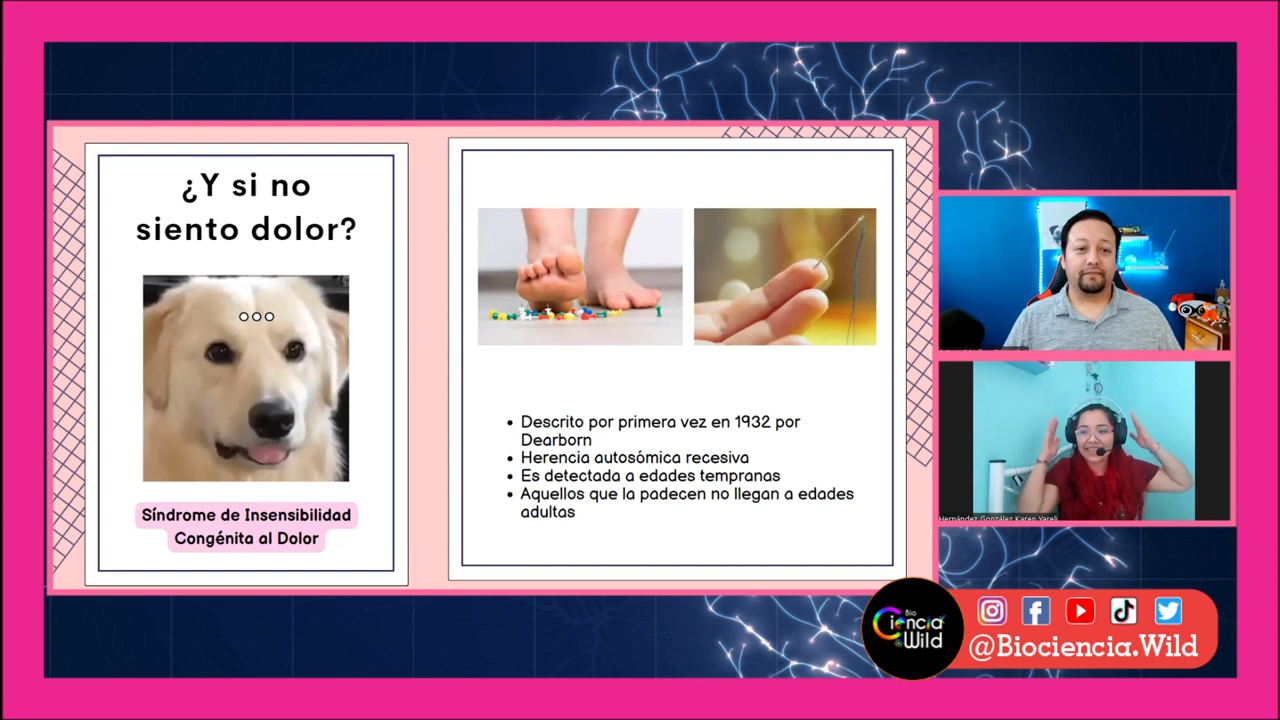 ¿Y si no
siento dolor?
Síndrome de Insensibilidad
Congénita al Dolor
• Descrito por primera vez en 1932 por
Dearborn
• Herencia autosómica recesiva
• Es detectada a edades tempranas
• Aquellos que la padecen no llegan a edades
adultas
Hernández González Karen Yareli
Bio
Ciencia
Wild
@Biociencia.Wild